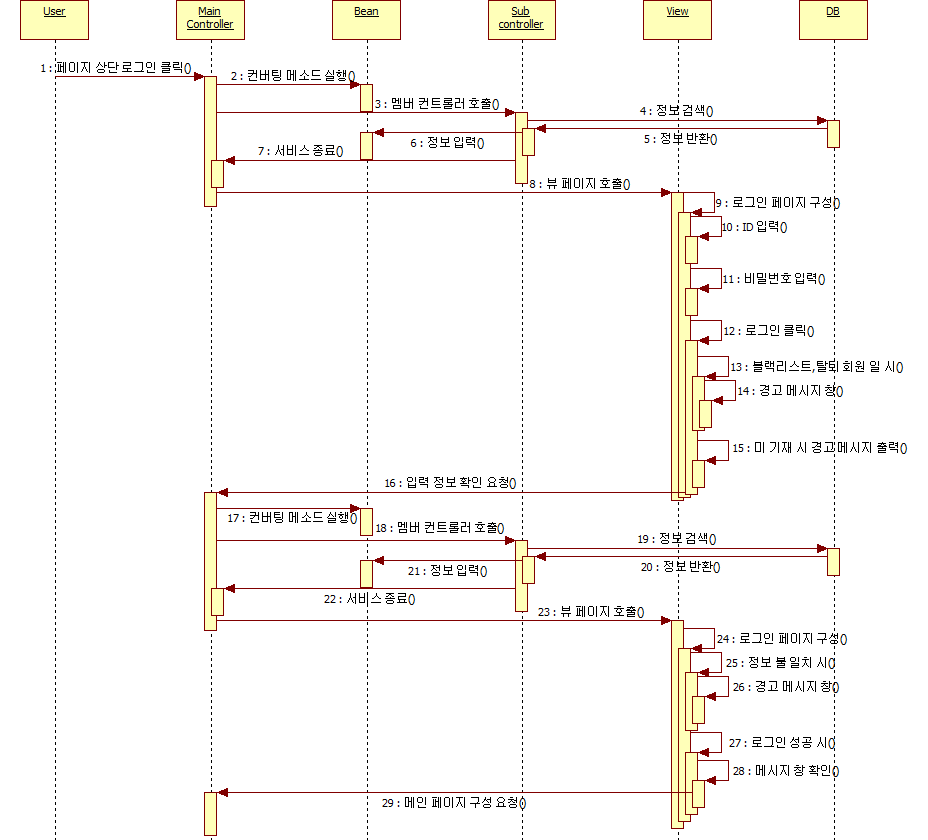 User
Main
Controller
Bean
Sub
controller
View
DB
1 : 페이지 상단 로그인 클릭()
2 : 컨버팅 메소드 실행()
3 : 멤버 컨트롤러 호출()
4 : 정보 검색()
5 : 정보 반환()
6 : 정보 입력()
7 : 서비스 종료()
8 : 뷰 페이지 호출()
9 : 로그인 페이지 구성()
10 : ID 입력()
11 : 비밀번호 입력()
12 : 로그인 클릭()
13 : 블랙리스트,탈퇴 회원 일 시()
14 : 경고 메시지 창()
15 : 미 기재 시 경고 메시지 출력()
16 : 입력 정보 확인 요청()
17 : 컨버팅 메소드 실행()
18 : 멤버 컨트롤러 호출()
19 : 정보 검색()
20 : 정보 반환()
21 : 정보 입력()
22 : 서비스 종료()
23 : 뷰 페이지 호출()
24 : 로그인 페이지 구성()
25 : 정보 불 일치 시()
26 : 경고 메시지 창()
27 : 로그인 성공 시()
28 : 메시지 창 확인()
29 : 메인 페이지 구성 요청()